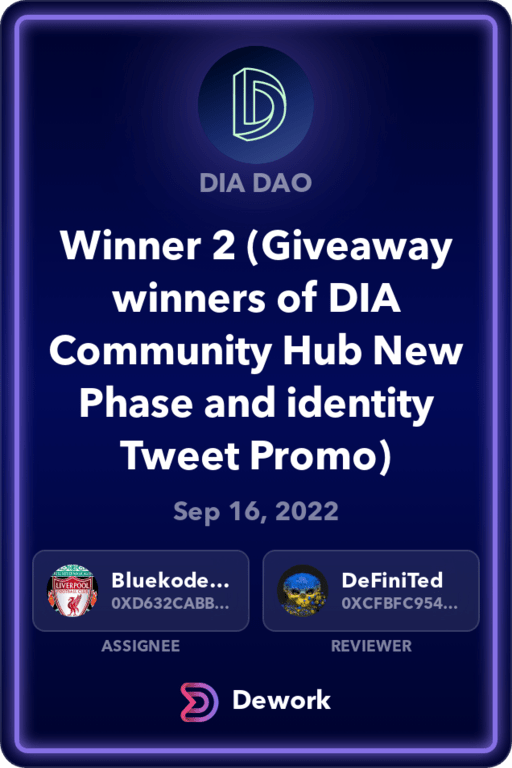 DIA DAO
Winner 2 (Giveaway
winners of DIA
Community Hub New
Phase and identity
Tweet Promo)
Sep 16, 2022
Bluekode...
0XD632CABB...
DeFiniTed
0XCFBFC954...
ASSIGNEE
REVIEWER
Dework